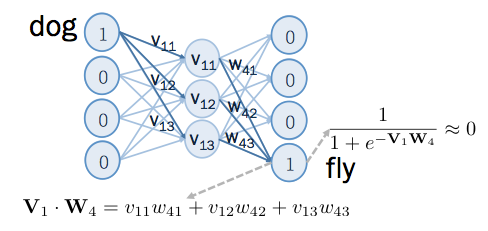 dog
1
0
0
0
v11
v12
v13
v11
v12
v13
w41
w42
w43
0
0
0
1
fly
1 / (1 + e^{-V₁W₄}) ≈ 0
V₁ · W₄ = v₁₁w₄₁ + v₁₂w₄₂ + v₁₃w₄₃